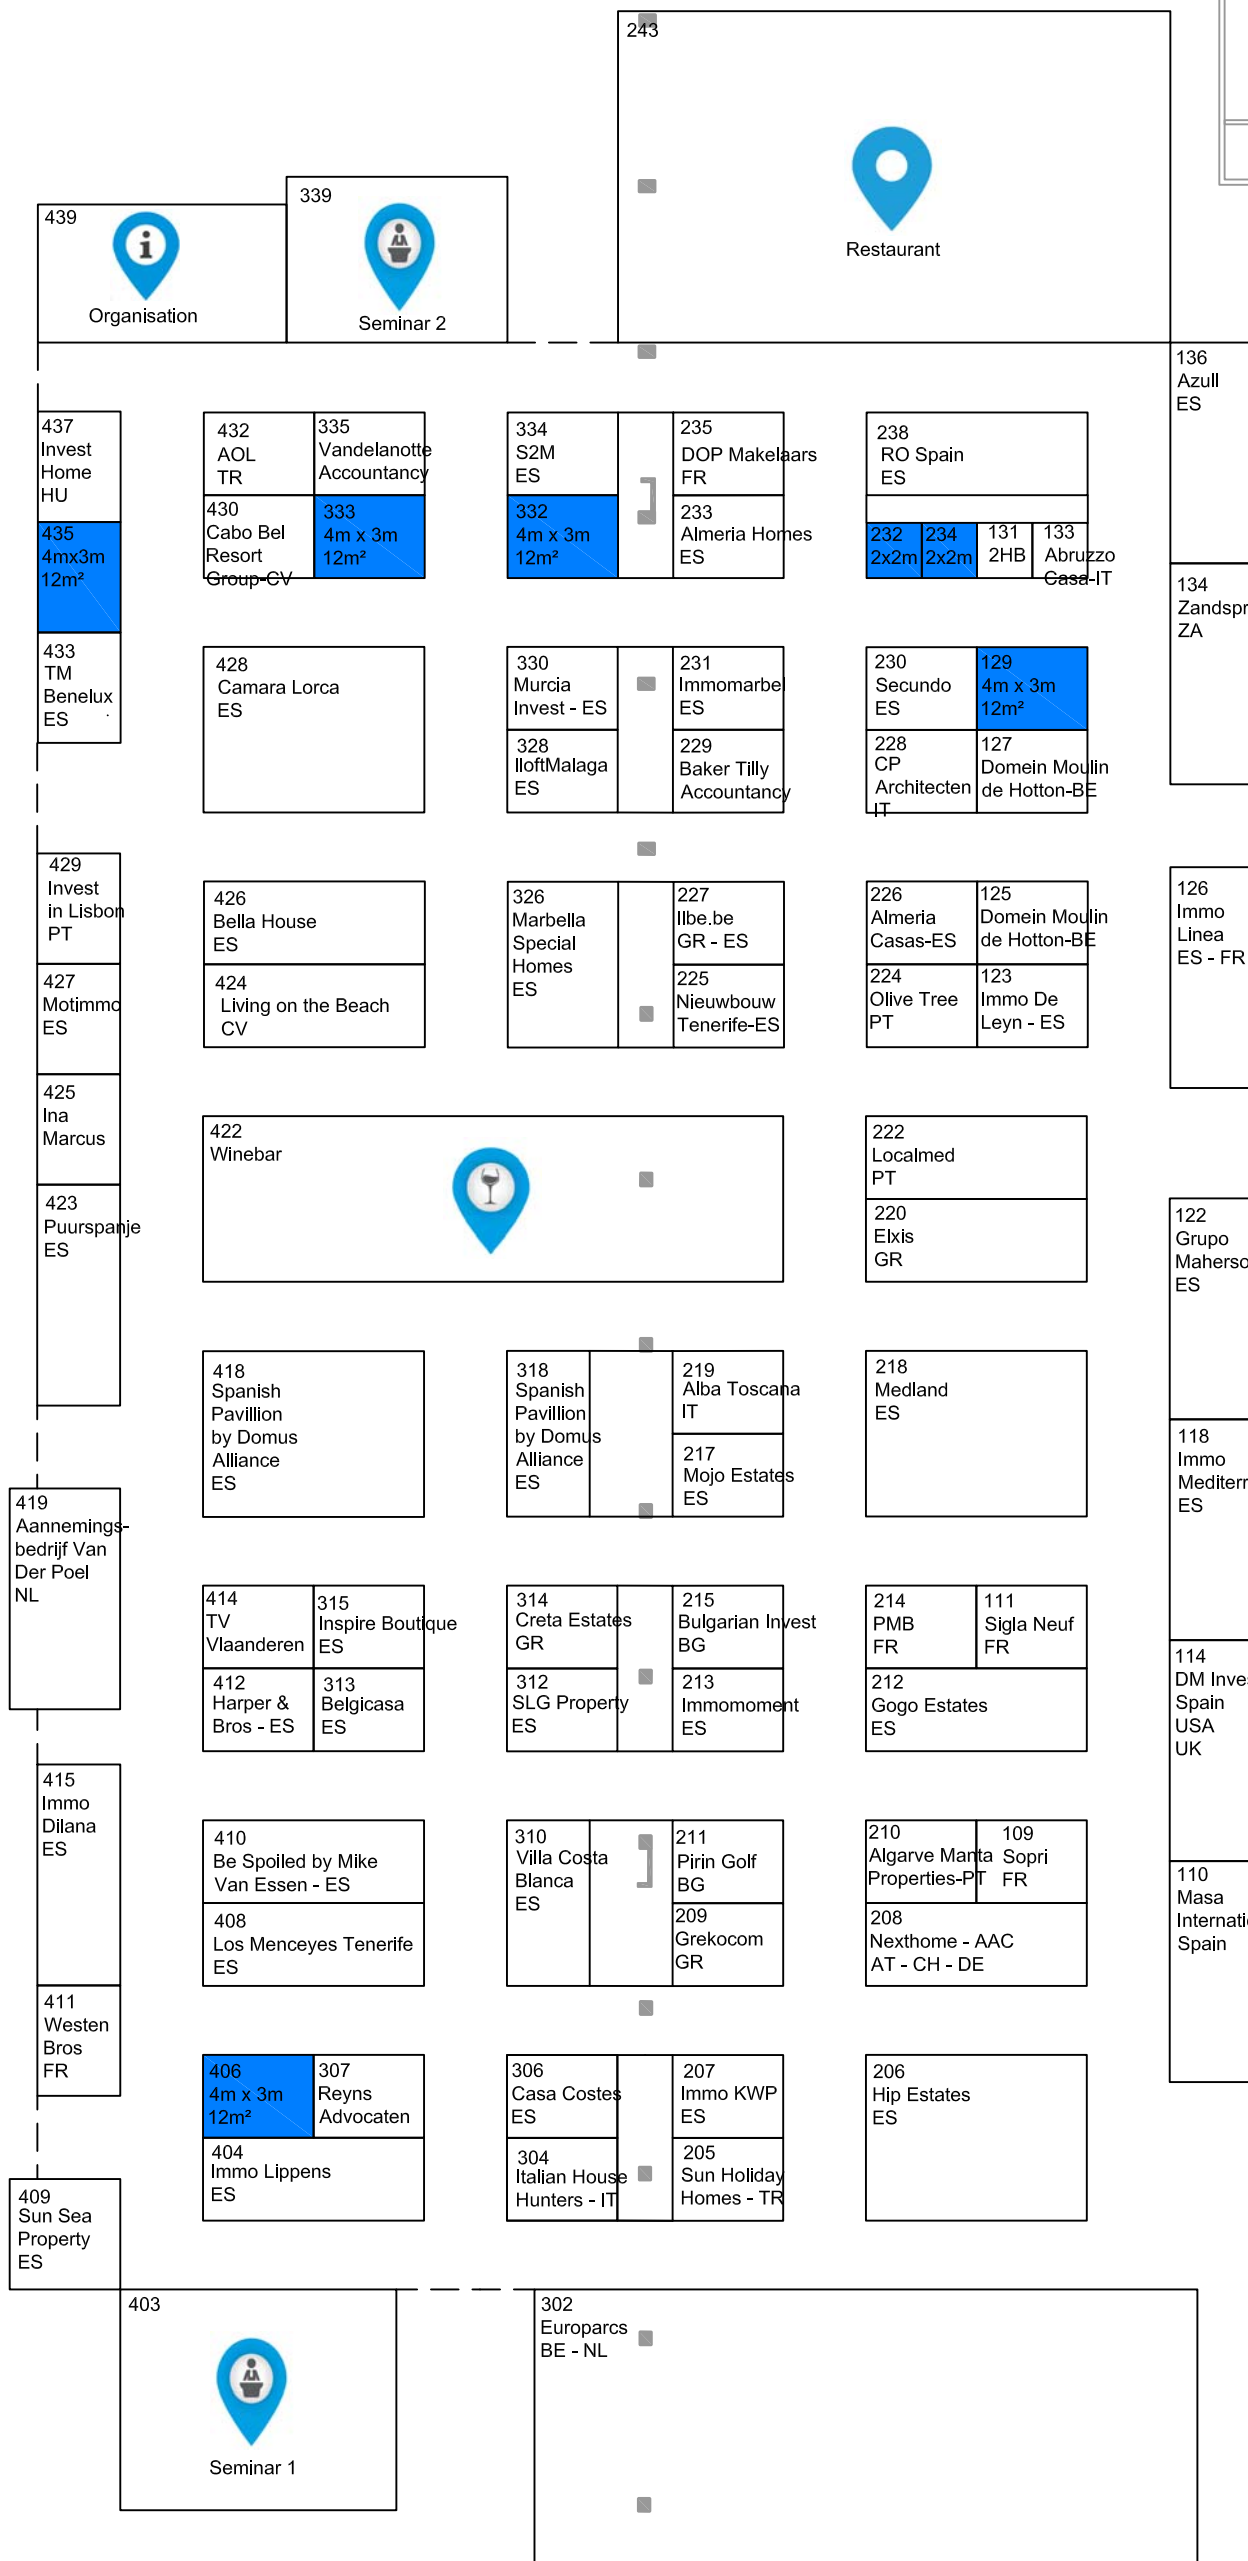 243
Restaurant
339
Seminar 2
439
Organisation
136
Azull
ES
437
Invest
Home
HU
432
AOL
TR
335
Vandelanotte
Accountancy
334
S2M
ES
235
DOP Makelaars
FR
238
RO Spain
ES
435
4mx3m
12m²
430
Cabo Bel
Resort
Group-CV
333
4m x 3m
12m²
332
4m x 3m
12m²
233
Almeria Homes
ES
232
2x2m
234
2x2m
131
2HB
133
Abruzzo
Casa-IT
134
Zandspr
ZA
433
TM
Benelux
ES
428
Camara Lorca
ES
330
Murcia
Invest - ES
231
Immomarbel
ES
230
Secundo
ES
129
4m x 3m
12m²
328
IloftMalaga
ES
229
Baker Tilly
Accountancy
228
CP
Architecten
IT
127
Domein Moulin
de Hotton-BE
429
Invest
in Lisbon
PT
426
Bella House
ES
326
Marbella
Special
Homes
ES
227
Ilbe.be
GR - ES
226
Almeria
Casas-ES
125
Domein Moulin
de Hotton-BE
126
Immo
Linea
ES - FR
427
Motimmo
ES
424
Living on the Beach
CV
225
Nieuwbouw
Tenerife-ES
224
Olive Tree
PT
123
Immo De
Leyn - ES
425
Ina
Marcus
422
Winebar
222
Localmed
PT
423
Puurspanje
ES
220
Elxis
GR
122
Grupo
Maherso
ES
418
Spanish
Pavillion
by Domus
Alliance
ES
318
Spanish
Pavillion
by Domus
Alliance
ES
219
Alba Toscana
IT
217
Mojo Estates
ES
218
Medland
ES
118
Immo
Mediterr
ES
419
Aannemings-
bedrijf Van
Der Poel
NL
414
TV
Vlaanderen
315
Inspire Boutique
ES
314
Creta Estates
GR
215
Bulgarian Invest
BG
214
PMB
FR
111
Sigla Neuf
FR
114
DM Inves
Spain
USA
UK
412
Harper &
Bros - ES
313
Belgicasa
ES
312
SLG Property
ES
213
Immomoment
ES
212
Gogo Estates
ES
415
Immo
Dilana
ES
410
Be Spoiled by Mike
Van Essen - ES
310
Villa Costa
Blanca
ES
211
Pirin Golf
BG
210
Algarve Manta
Properties-PT
109
Sopri
FR
110
Masa
Internati
Spain
408
Los Menceyes Tenerife
ES
209
Grekocom
GR
208
Nexthome - AAC
AT - CH - DE
411
Westen
Bros
FR
406
4m x 3m
12m²
307
Reyns
Advocaten
306
Casa Costes
ES
207
Immo KWP
ES
206
Hip Estates
ES
404
Immo Lippens
ES
304
Italian House
Hunters - IT
205
Sun Holiday
Homes - TR
409
Sun Sea
Property
ES
403
Seminar 1
302
Europarcs
BE - NL